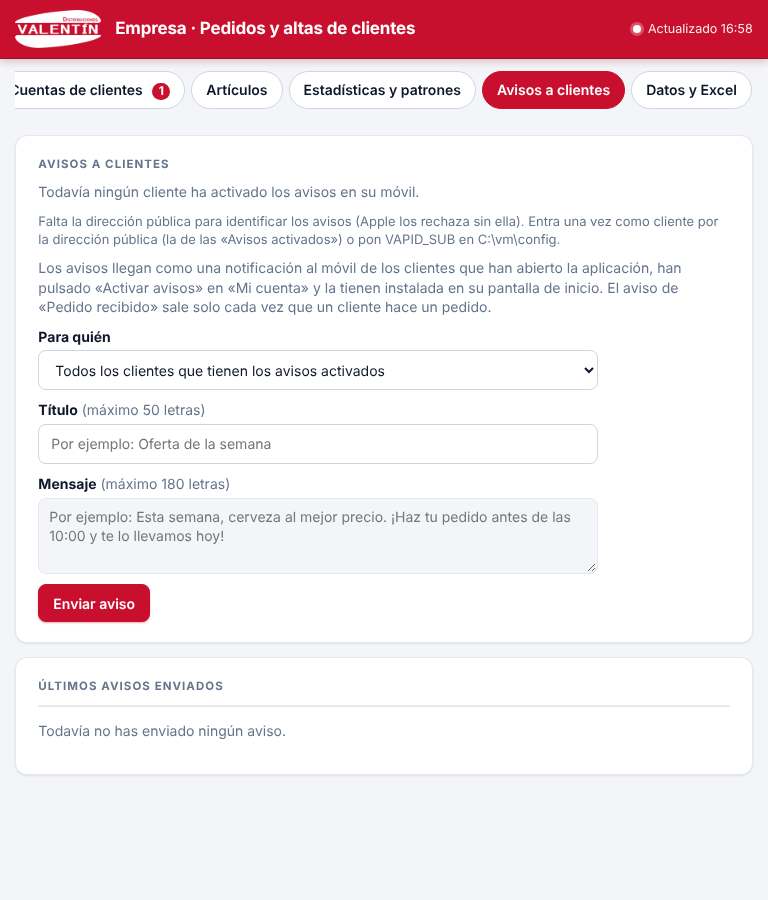 Distribuciones
VALENTÍN
Empresa · Pedidos y altas de clientes
Actualizado 16:58
Cuentas de clientes 1
Artículos
Estadísticas y patrones
Avisos a clientes
Datos y Excel
AVISOS A CLIENTES
Todavía ningún cliente ha activado los avisos en su móvil.
Falta la dirección pública para identificar los avisos (Apple los rechaza sin ella). Entra una vez como cliente por
la dirección pública (la de las «Avisos activados») o pon VAPID_SUB en C:\vm\config.
Los avisos llegan como una notificación al móvil de los clientes que han abierto la aplicación, han
pulsado «Activar avisos» en «Mi cuenta» y la tienen instalada en su pantalla de inicio. El aviso de
«Pedido recibido» sale solo cada vez que un cliente hace un pedido.
Para quién
Todos los clientes que tienen los avisos activados
Título (máximo 50 letras)
Por ejemplo: Oferta de la semana
Mensaje (máximo 180 letras)
Por ejemplo: Esta semana, cerveza al mejor precio. ¡Haz tu pedido antes de las
10:00 y te lo llevamos hoy!
Enviar aviso
ÚLTIMOS AVISOS ENVIADOS
Todavía no has enviado ningún aviso.